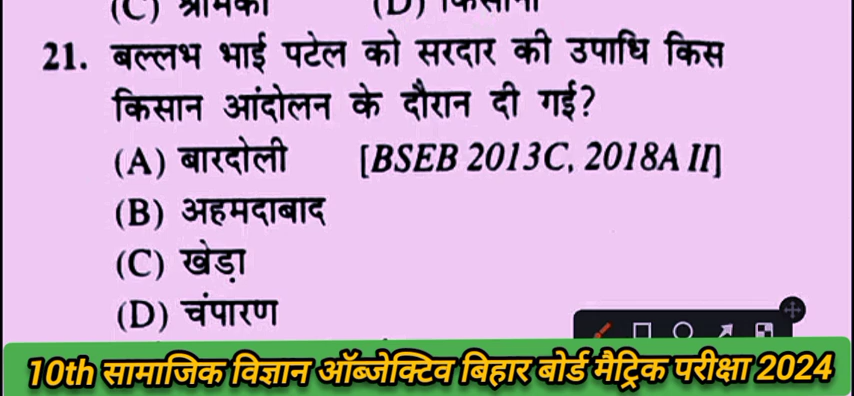 (C) श्रमिकों (D) किसानों
21. बल्लभ भाई पटेल को सरदार की उपाधि किस
किसान आंदोलन के दौरान दी गई?
(A) बारदोली [BSEB 2013C, 2018A II]
(B) अहमदाबाद
(C) खेड़ा
(D) चंपारण
10th सामाजिक विज्ञान ऑब्जेक्टिव बिहार बोर्ड मैट्रिक परीक्षा 2024